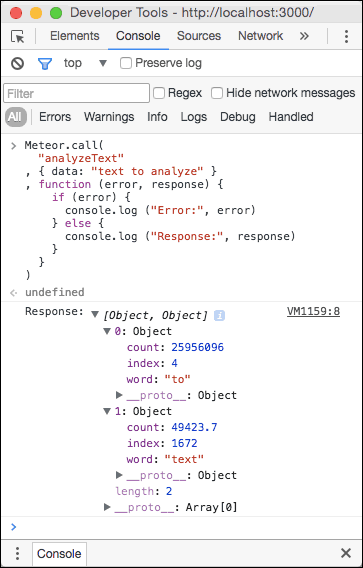 Developer Tools - http://localhost:3000/
Elements Console Sources Network »
top Preserve log
Filter Regex Hide network messages
All Errors Warnings Info Logs Debug Handled
> Meteor.call(
"analyzeText"
, { data: "text to analyze" }
, function (error, response) {
if (error) {
console.log ("Error:", error)
} else {
console.log ("Response:", response)
}
}
)
undefined
Response: ▼ [Object, Object] i VM1159:8
▼ 0: Object
count: 25956096
index: 4
word: "to"
▶ __proto__: Object
▼ 1: Object
count: 49423.7
index: 1672
word: "text"
▶ __proto__: Object
length: 2
▶ __proto__: Array[0]
>
Console